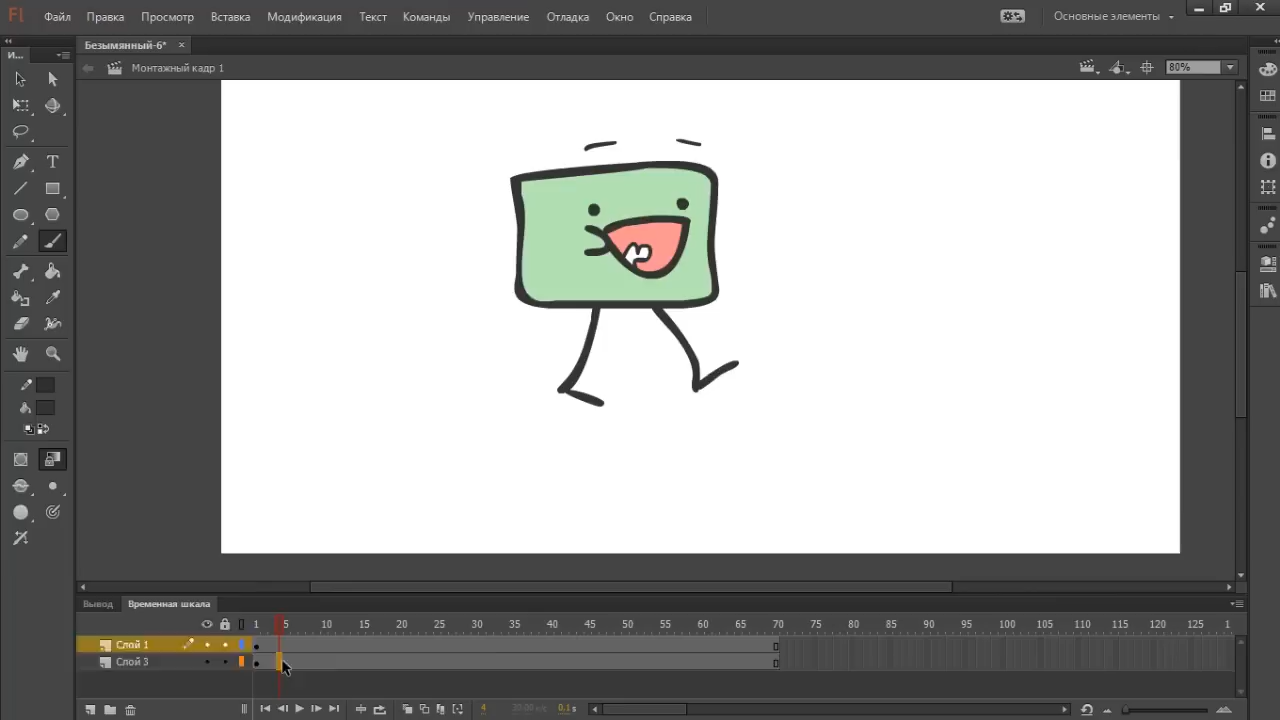 Fl Файл Правка Просмотр Вставка Модификация Текст Команды Управление Отладка Окно Справка Основные элементы
Безымянный-6* ×
И...
Монтажный кадр 1 80%
T
Вывод Временная шкала
1 5 10 15 20 25 30 35 40 45 50 55 60 65 70 75 80 85 90 95 100 105 110 115 120 125 1
Слой 1
Слой 3
4 0.1 s